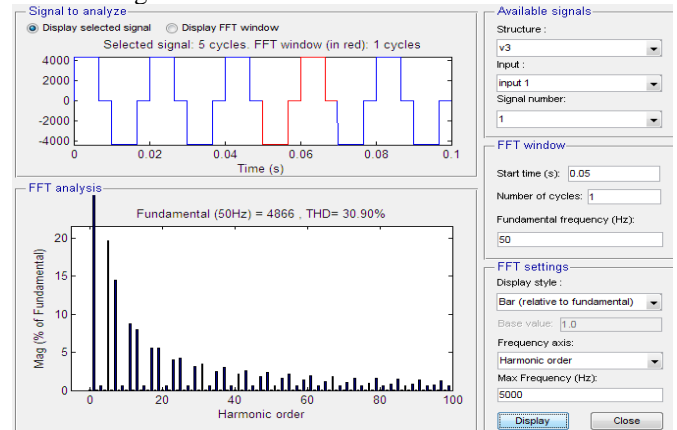 Signal to analyze
Display selected signal Display FFT window
Selected signal: 5 cycles. FFT window (in red): 1 cycles
4000
2000
0
-2000
-4000
0 0.02 0.04 0.06 0.08 0.1
Time (s)
FFT analysis
Fundamental (50Hz) = 4866 , THD= 30.90%
20
15
10
5
0
Mag (% of Fundamental)
0 20 40 60 80 100
Harmonic order
Available signals
Structure :
v3
Input :
input 1
Signal number:
1
FFT window
Start time (s): 0.05
Number of cycles: 1
Fundamental frequency (Hz):
50
FFT settings
Display style :
Bar (relative to fundamental)
Base value: 1.0
Frequency axis:
Harmonic order
Max Frequency (Hz):
5000
Display Close